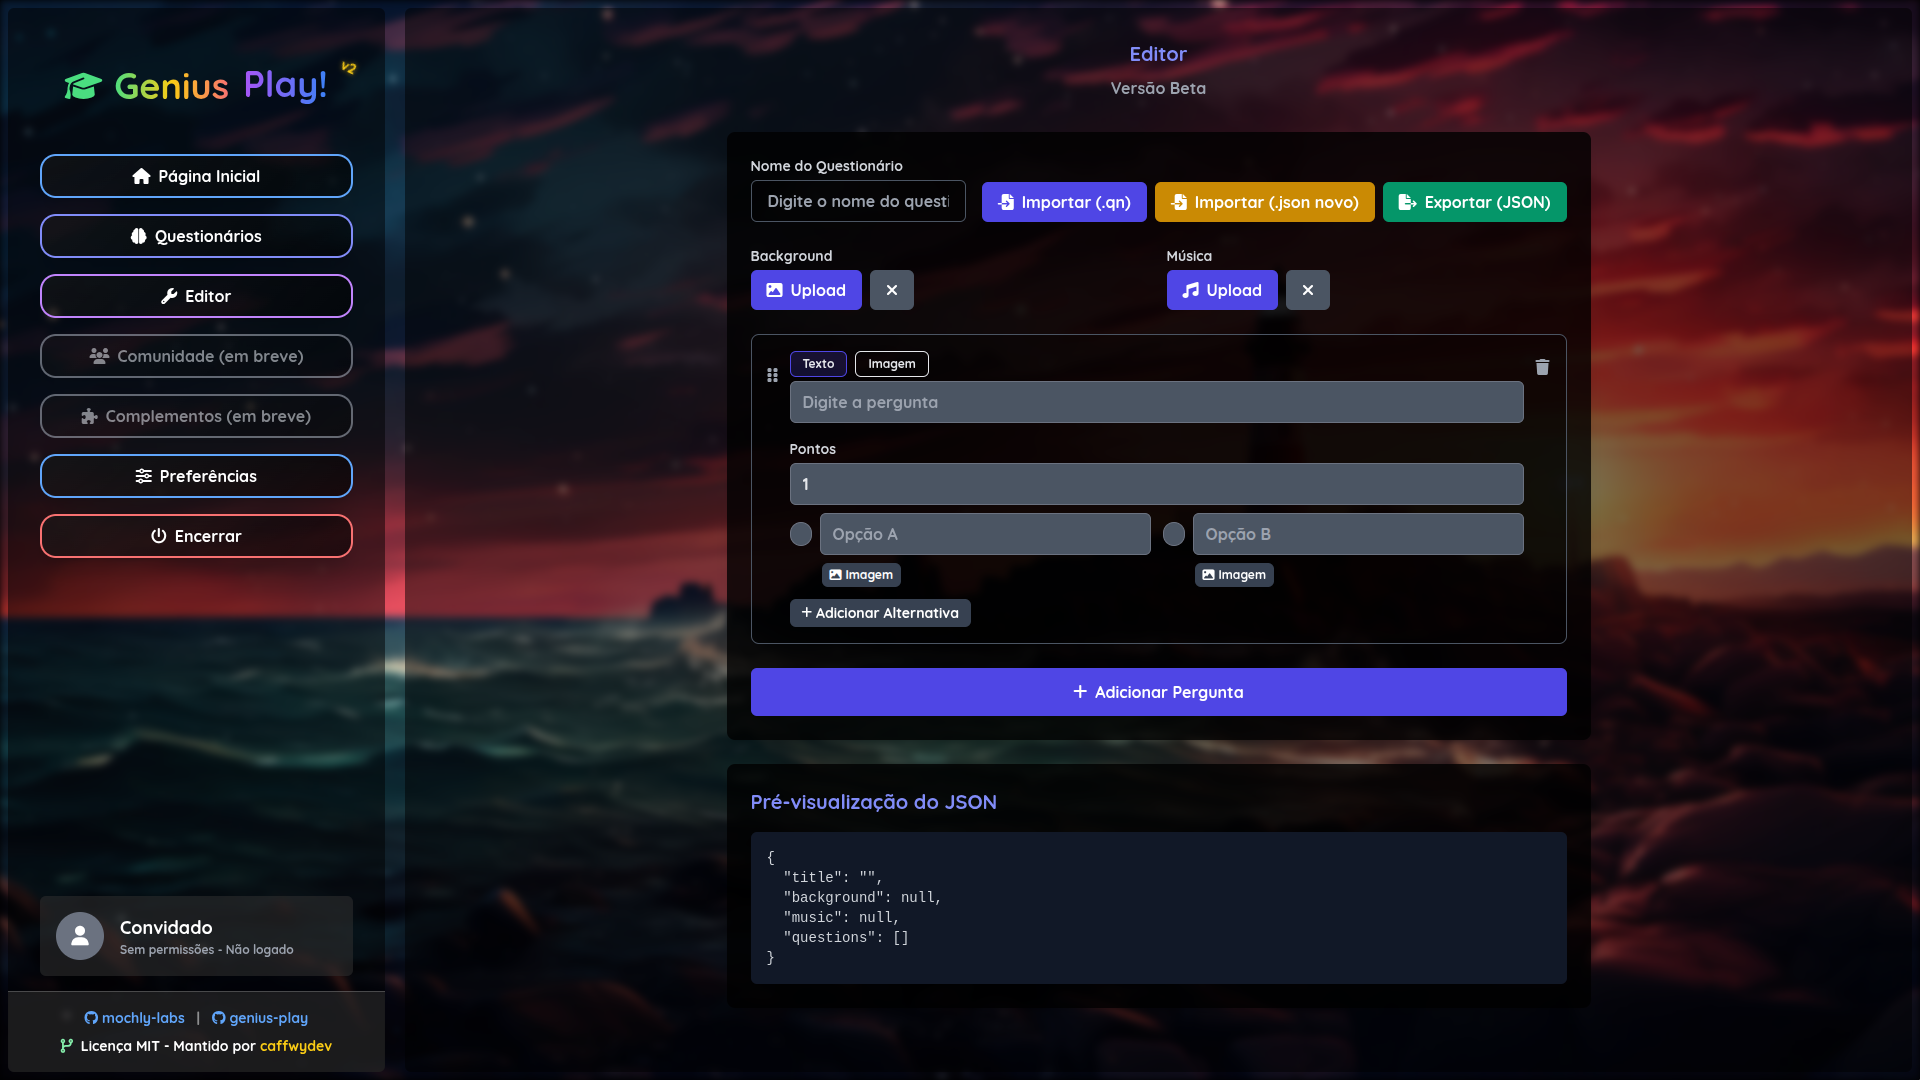 Genius Play! v2
Página Inicial
Questionários
Editor
Comunidade (em breve)
Complementos (em breve)
Preferências
Encerrar
Convidado
Sem permissões - Não logado
mochly-labs | genius-play
Licença MIT - Mantido por caffwydev
Editor
Versão Beta
Nome do Questionário
Digite o nome do questi
Importar (.qn)
Importar (.json novo)
Exportar (JSON)
Background
Upload
Música
Upload
Texto
Imagem
Digite a pergunta
Pontos
1
Opção A
Opção B
Imagem
Imagem
+ Adicionar Alternativa
+ Adicionar Pergunta
Pré-visualização do JSON
{
  "title": "",
  "background": null,
  "music": null,
  "questions": []
}